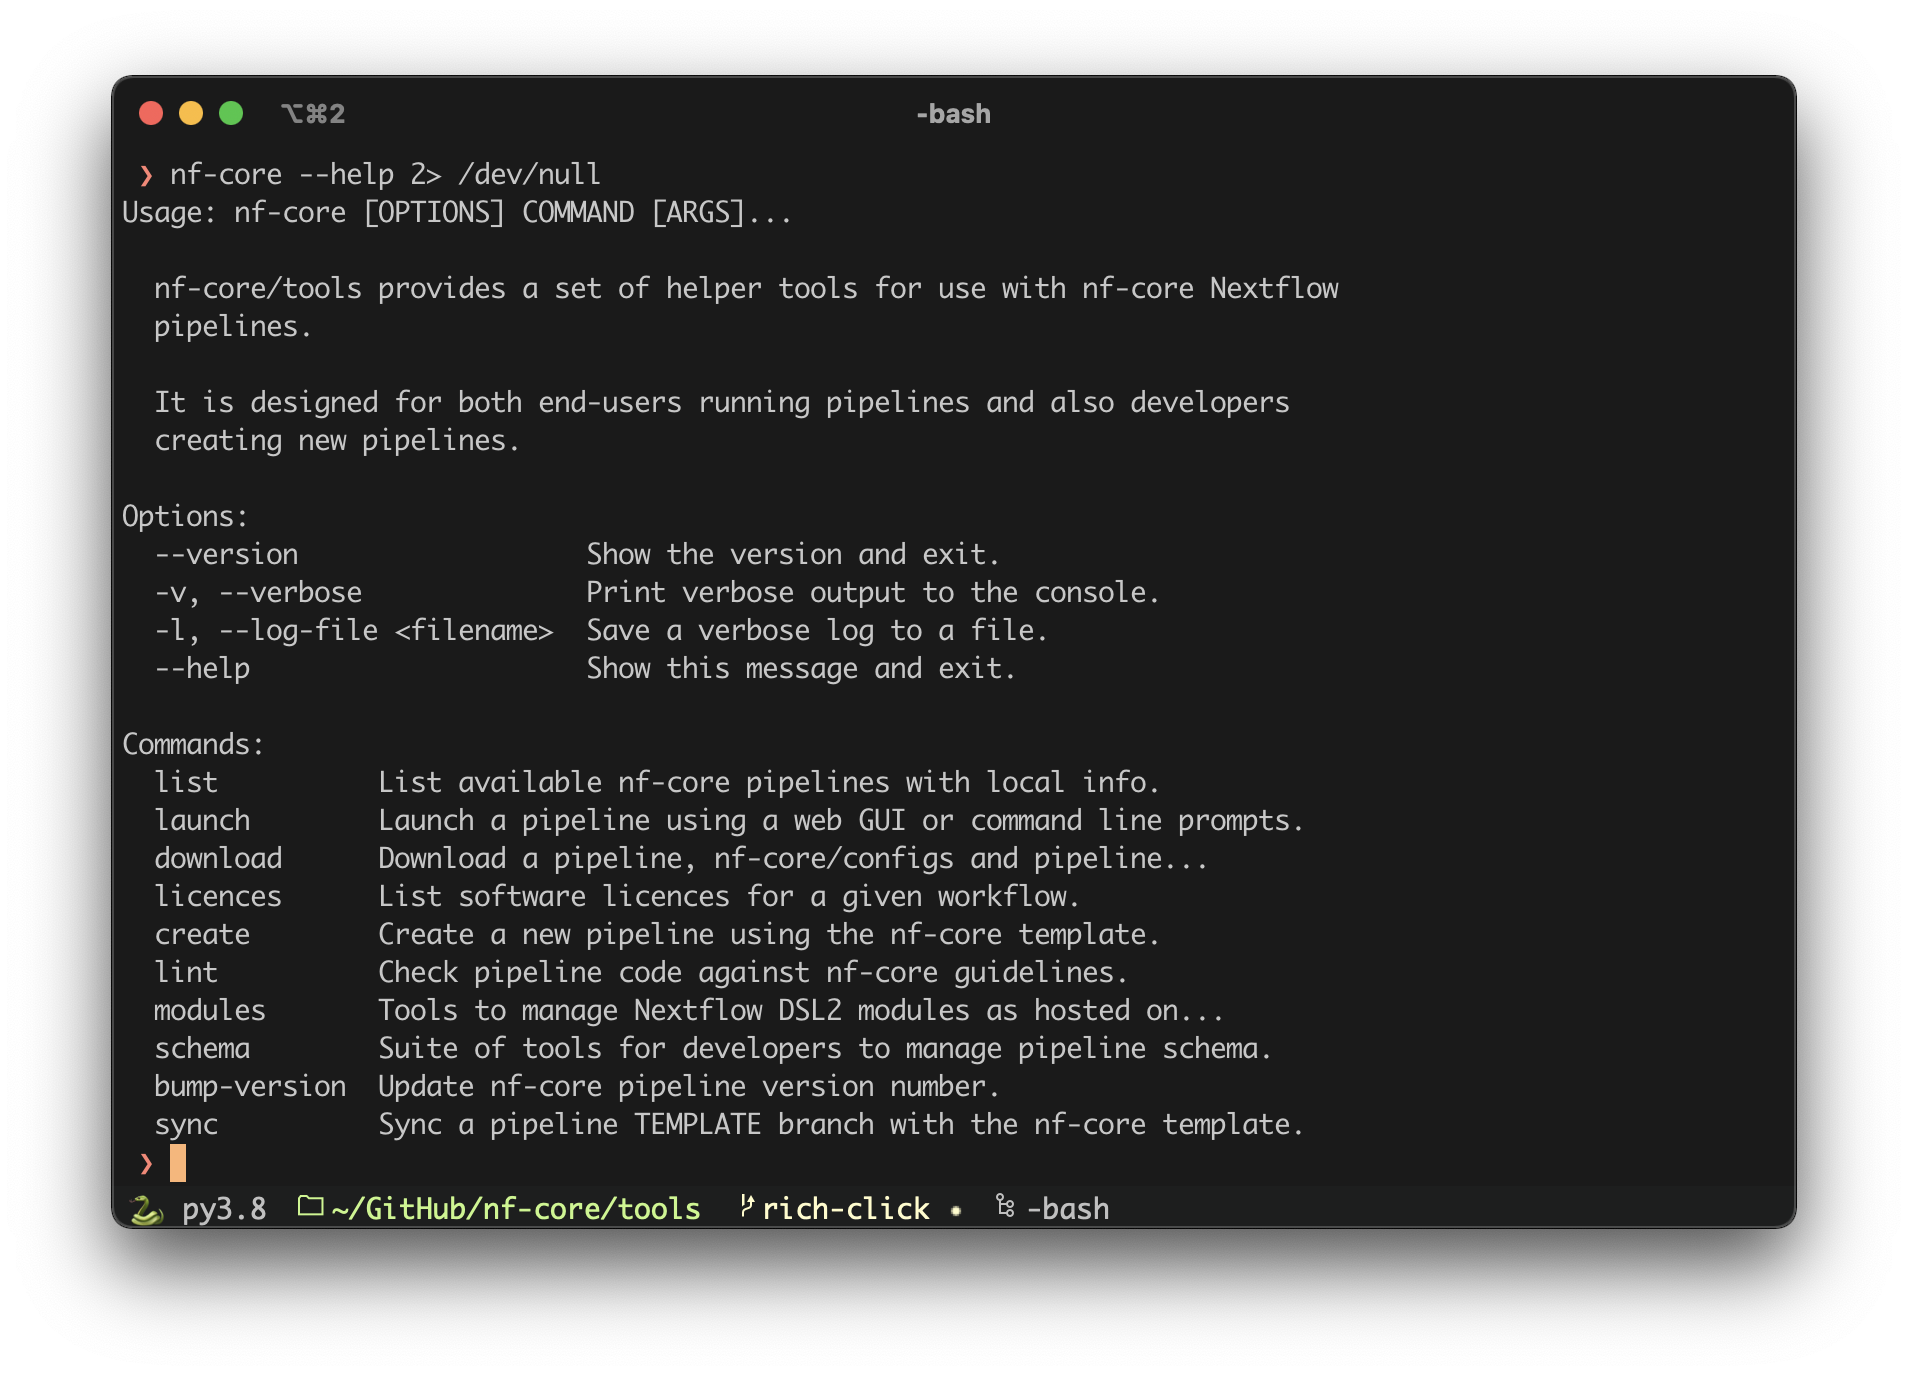 ⌥⌘2 -bash
❯ nf-core --help 2> /dev/null
Usage: nf-core [OPTIONS] COMMAND [ARGS]...
nf-core/tools provides a set of helper tools for use with nf-core Nextflow
pipelines.
It is designed for both end-users running pipelines and also developers
creating new pipelines.
Options:
--version Show the version and exit.
-v, --verbose Print verbose output to the console.
-l, --log-file <filename> Save a verbose log to a file.
--help Show this message and exit.
Commands:
list List available nf-core pipelines with local info.
launch Launch a pipeline using a web GUI or command line prompts.
download Download a pipeline, nf-core/configs and pipeline...
licences List software licences for a given workflow.
create Create a new pipeline using the nf-core template.
lint Check pipeline code against nf-core guidelines.
modules Tools to manage Nextflow DSL2 modules as hosted on...
schema Suite of tools for developers to manage pipeline schema.
bump-version Update nf-core pipeline version number.
sync Sync a pipeline TEMPLATE branch with the nf-core template.
❯
py3.8 ~/GitHub/nf-core/tools rich-click • -bash